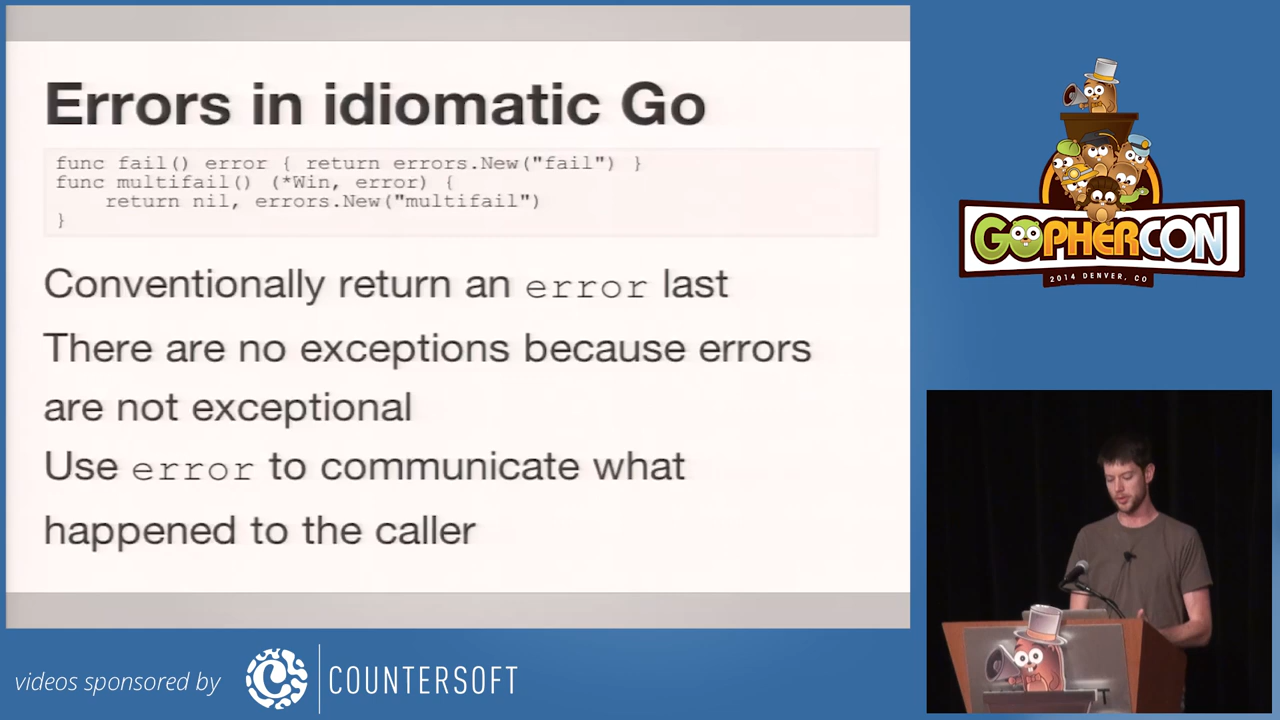 Errors in idiomatic Go
func fail() error { return errors.New("fail") }
func multifail() (*Win, error) {
    return nil, errors.New("multifail")
}
Conventionally return an error last
There are no exceptions because errors
are not exceptional
Use error to communicate what
happened to the caller
GOPHERCON
2014 DENVER, CO
T
videos sponsored by
COUNTERSOFT